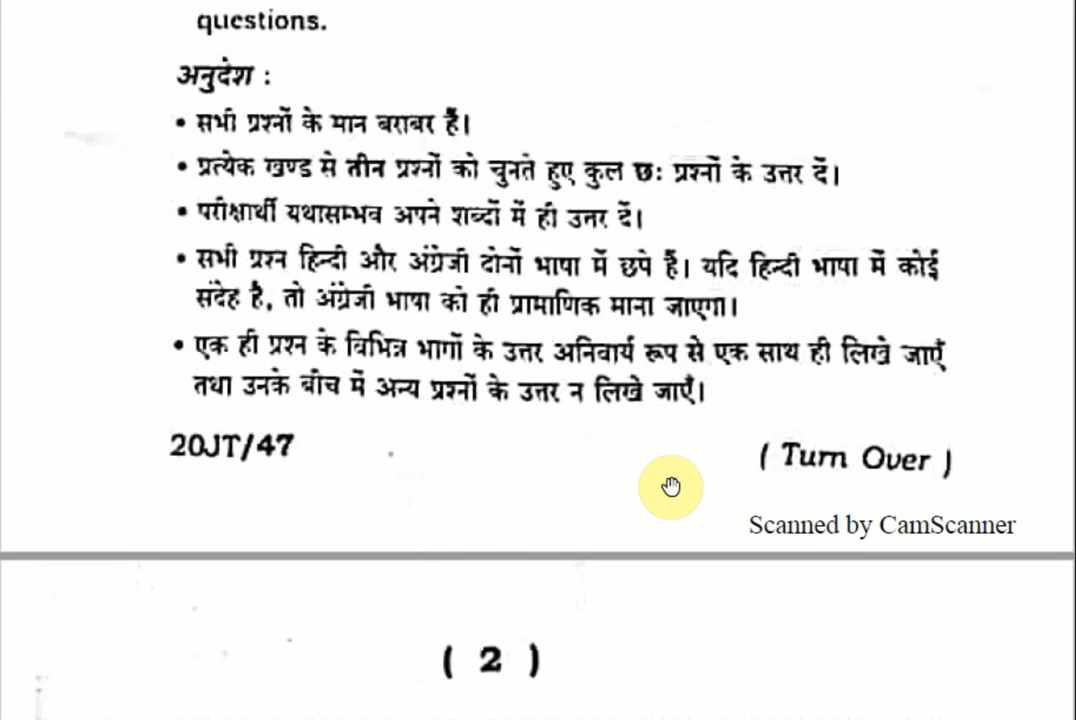 questions.
अनुदेश :
• सभी प्रश्नों के मान बराबर हैं।
• प्रत्येक खण्ड से तीन प्रश्नों को चुनते हुए कुल छः प्रश्नों के उत्तर दें।
• परीक्षार्थी यथासम्भव अपने शब्दों में ही उत्तर दें।
• सभी प्रश्न हिन्दी और अंग्रेजी दोनों भाषा में छपे हैं। यदि हिन्दी भाषा में कोई
संदेह है, तो अंग्रेजी भाषा को ही प्रामाणिक माना जाएगा।
• एक ही प्रश्न के विभिन्न भागों के उत्तर अनिवार्य रूप से एक साथ ही लिखे जाएँ
तथा उनके बीच में अन्य प्रश्नों के उत्तर न लिखे जाएँ।
20JT/47
( Turn Over )
Scanned by CamScanner
( 2 )